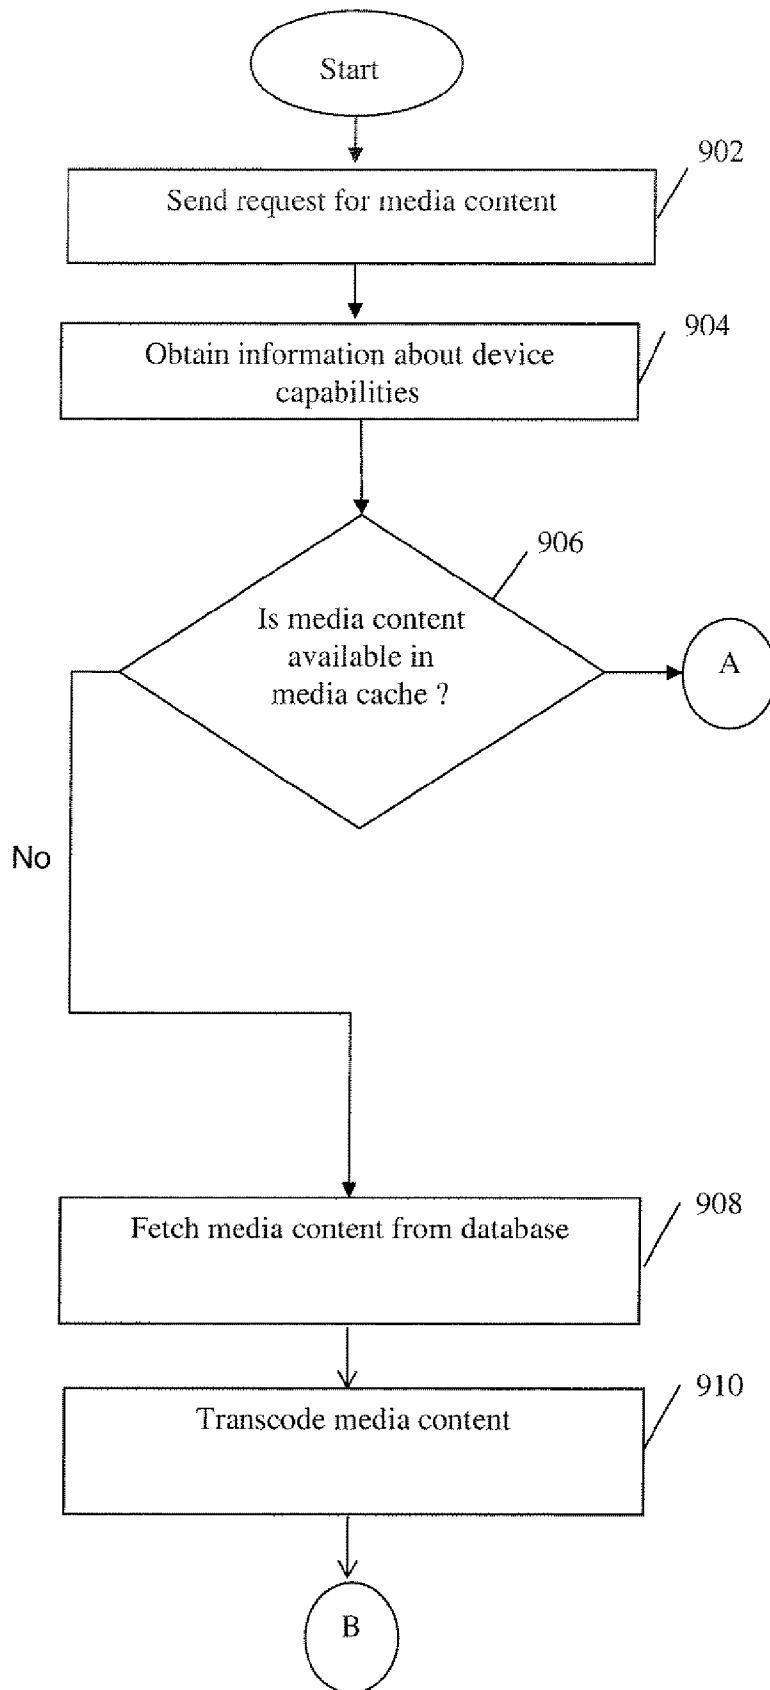 Start
902
Send request for media content
904
Obtain information about device
capabilities
906
Is media content
available in
media cache ?
A
No
908
Fetch media content from database
910
Transcode media content
B